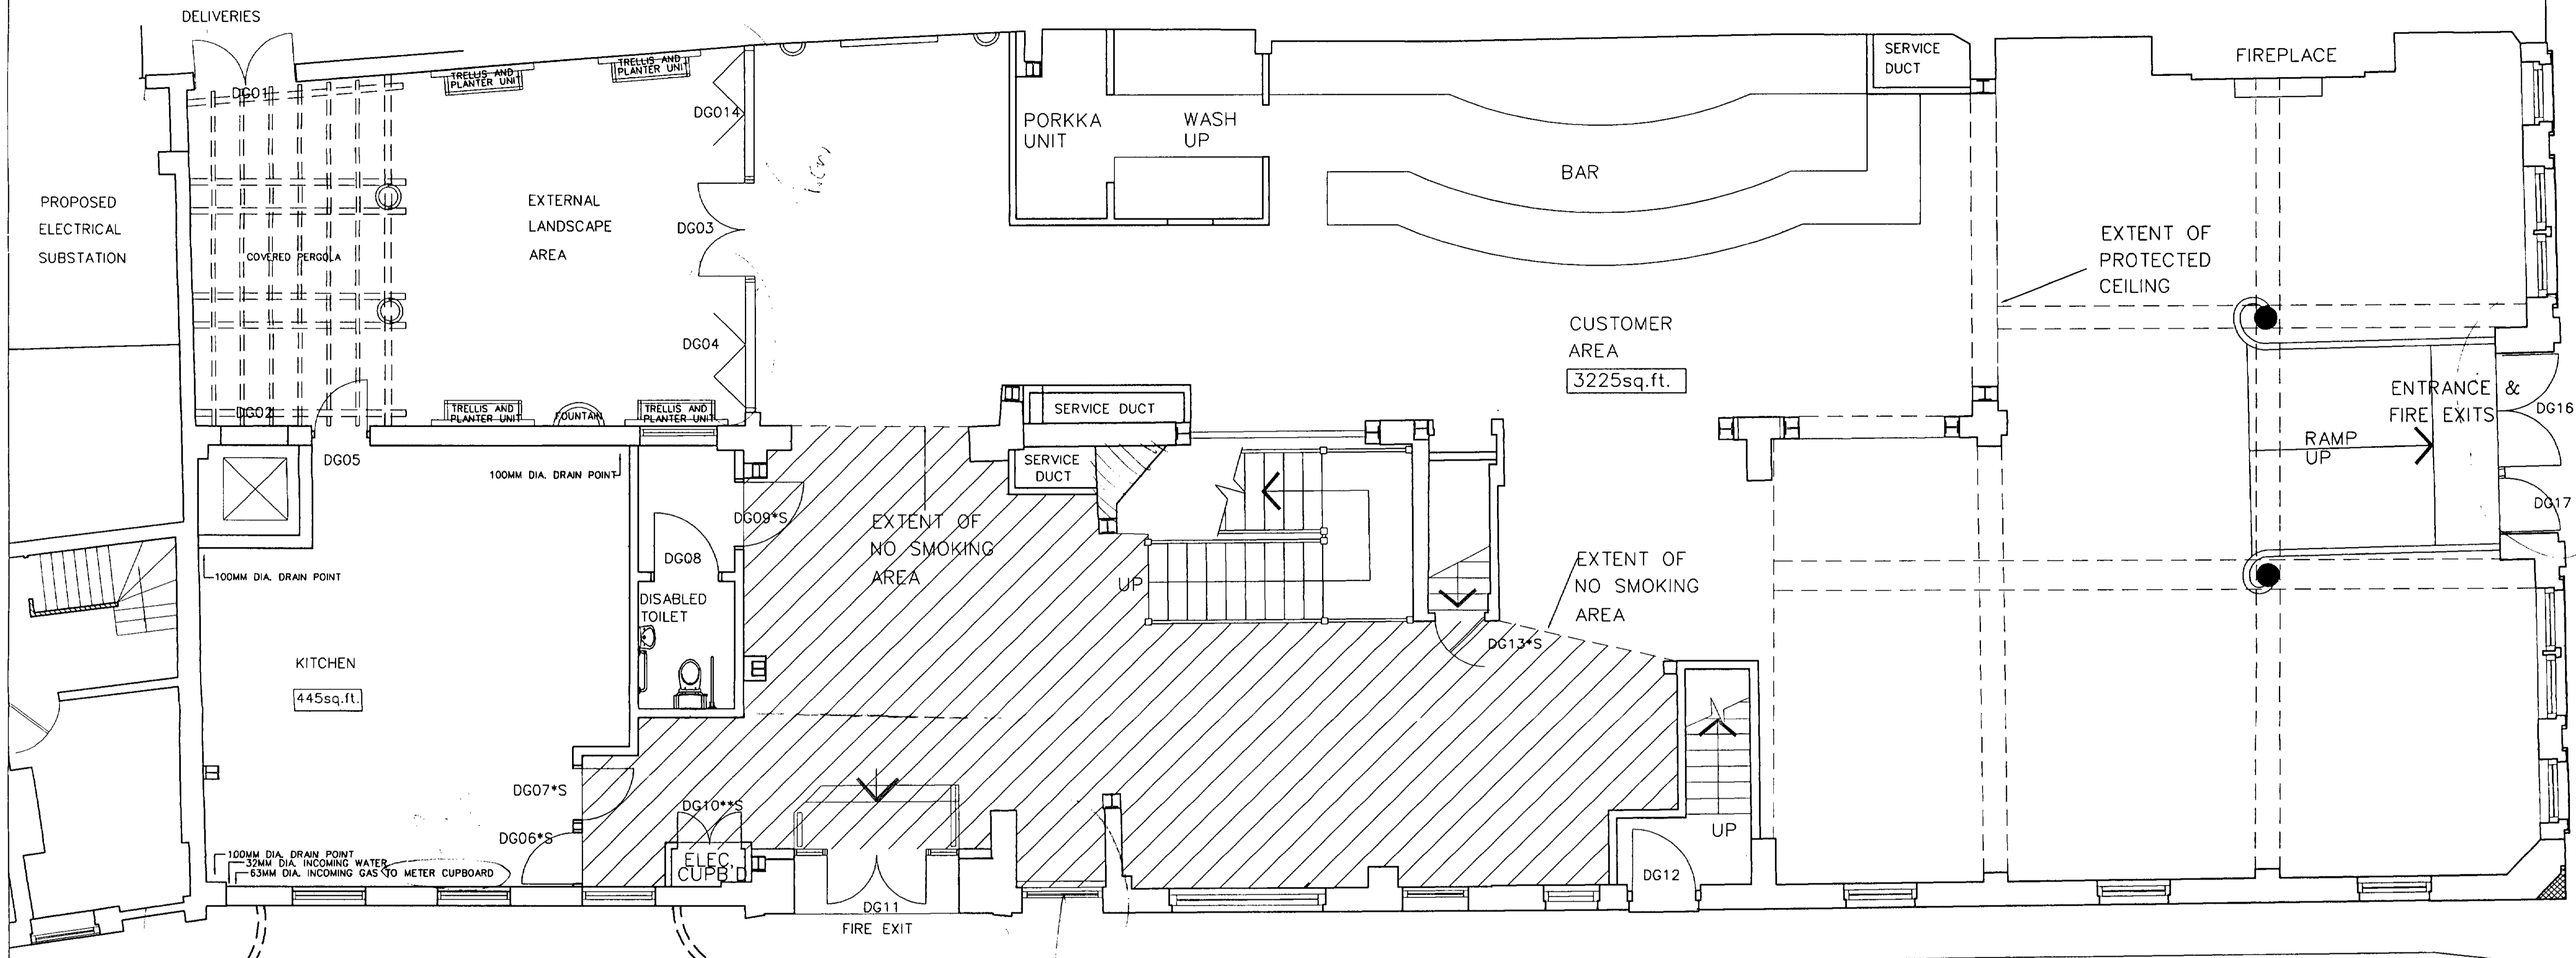 DELIVERIES
DG01
TRELLIS AND
PLANTER UNIT
TRELLIS AND
PLANTER UNIT
DG014
PROPOSED
ELECTRICAL
SUBSTATION
COVERED PERGOLA
EXTERNAL
LANDSCAPE
AREA
DG03
DG04
DG02
TRELLIS AND
PLANTER UNIT
FOUNTAIN
TRELLIS AND
PLANTER UNIT
DG05
PORKKA
UNIT
WASH
UP
BAR
SERVICE
DUCT
FIREPLACE
EXTENT OF
PROTECTED
CEILING
CUSTOMER
AREA
3225sq.ft.
ENTRANCE &
FIRE EXITS
DG16
RAMP
UP
DG17
SERVICE DUCT
SERVICE
DUCT
100MM DIA. DRAIN POINT
100MM DIA. DRAIN POINT
DG09*S
DG08
DISABLED
TOILET
EXTENT OF
NO SMOKING
AREA
UP
EXTENT OF
NO SMOKING
AREA
DG13*S
KITCHEN
445sq.ft.
DG07*S
DG06*S
DG10**S
ELEC.
CUPB'D
100MM DIA. DRAIN POINT
32MM DIA. INCOMING WATER
63MM DIA. INCOMING GAS TO METER CUPBOARD
DG11
FIRE EXIT
UP
DG12